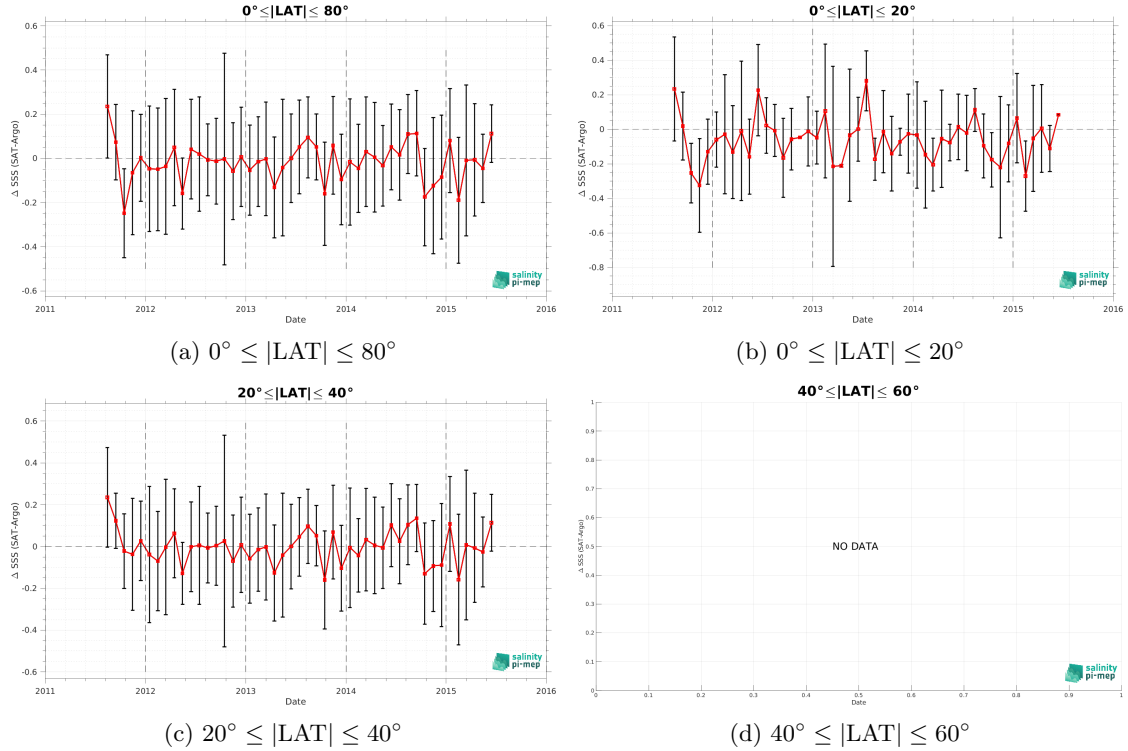 0°≤|LAT|≤ 80°
Δ SSS (SAT-Argo)
0.6
0.4
0.2
0
-0.2
-0.4
-0.6
2011
2012
2013
2014
2015
2016
Date
salinity
pi-mep
(a) 0° ≤ |LAT| ≤ 80°
0°≤|LAT|≤ 20°
Δ SSS (SAT-Argo)
0.6
0.4
0.2
0
-0.2
-0.4
-0.6
-0.8
2011
2012
2013
2014
2015
2016
Date
salinity
pi-mep
(b) 0° ≤ |LAT| ≤ 20°
20°≤|LAT|≤ 40°
Δ SSS (SAT-Argo)
0.6
0.4
0.2
0
-0.2
-0.4
-0.6
2011
2012
2013
2014
2015
2016
Date
salinity
pi-mep
(c) 20° ≤ |LAT| ≤ 40°
40°≤|LAT|≤ 60°
Δ SSS (SAT-Argo)
1
0.9
0.8
0.7
0.6
0.5
0.4
0.3
0.2
0.1
0
NO DATA
0
0.1
0.2
0.3
0.4
0.5
0.6
0.7
0.8
0.9
1
Date
salinity
pi-mep
(d) 40° ≤ |LAT| ≤ 60°